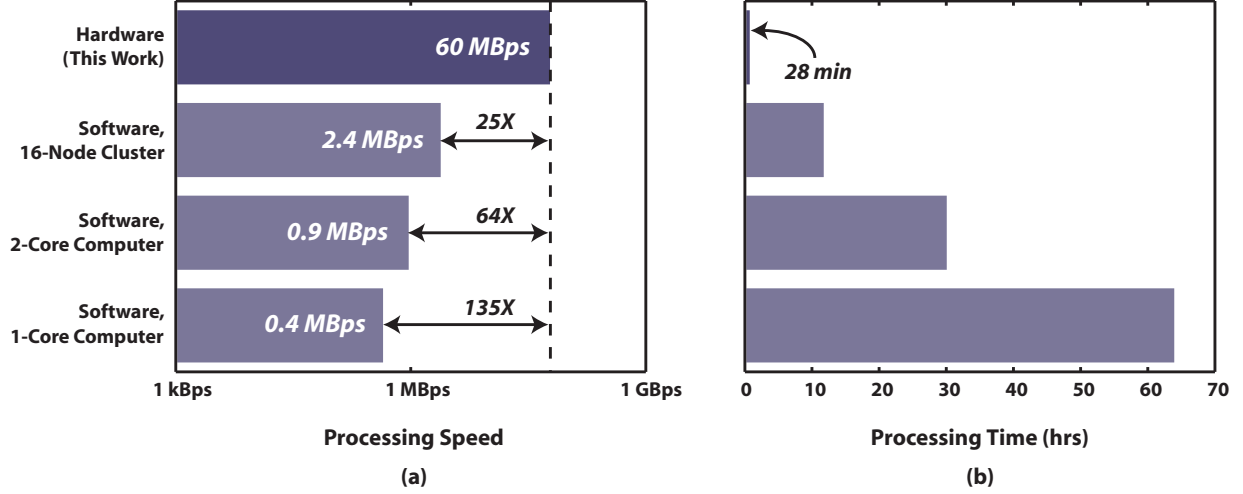 Hardware
(This Work)
60 MBps
Software,
16-Node Cluster
2.4 MBps
25X
Software,
2-Core Computer
0.9 MBps
64X
Software,
1-Core Computer
0.4 MBps
135X
1 kBps 1 MBps 1 GBps
Processing Speed
(a)
28 min
0 10 20 30 40 50 60 70
Processing Time (hrs)
(b)